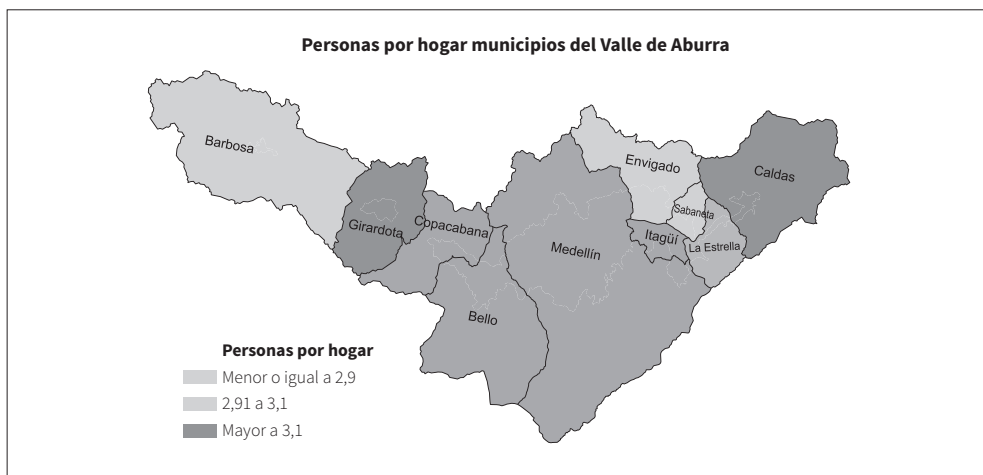 Personas por hogar municipios del Valle de Aburra
Barbosa
Girardota
Copacabana
Bello
Medellín
Envigado
Sabaneta
Itagüí
La Estrella
Caldas
Personas por hogar
Menor o igual a 2,9
2,91 a 3,1
Mayor a 3,1